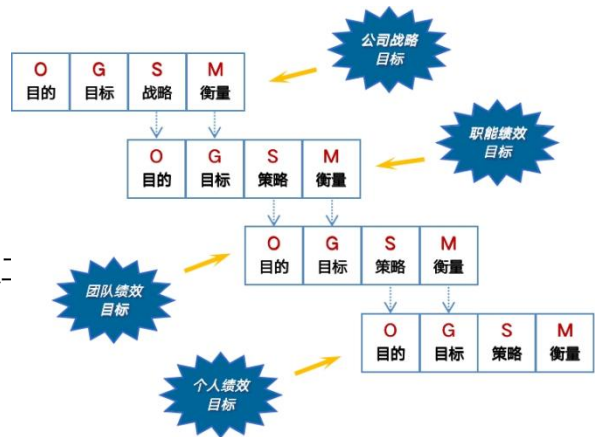 公司战略
目标
O G S M
目的 目标 战略 衡量
职能绩效
目标
O G S M
目的 目标 策略 衡量
O G S M
目的 目标 策略 衡量
团队绩效
目标
O G S M
目的 目标 策略 衡量
个人绩效
目标